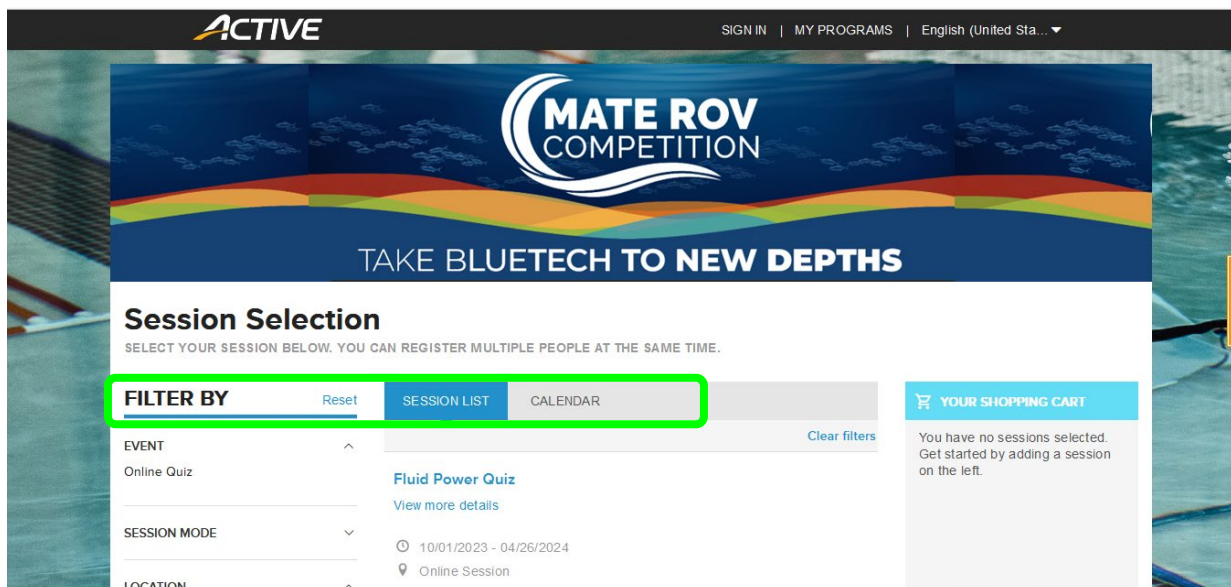 ACTIVE
SIGN IN | MY PROGRAMS | English (United Sta...
MATE ROV
COMPETITION
TAKE BLUETECH TO NEW DEPTHS
Session Selection
SELECT YOUR SESSION BELOW. YOU CAN REGISTER MULTIPLE PEOPLE AT THE SAME TIME.
FILTER BY Reset
EVENT
Online Quiz
SESSION MODE
LOCATION
SESSION LIST CALENDAR
Clear filters
Fluid Power Quiz
View more details
10/01/2023 - 04/26/2024
Online Session
YOUR SHOPPING CART
You have no sessions selected.
Get started by adding a session
on the left.